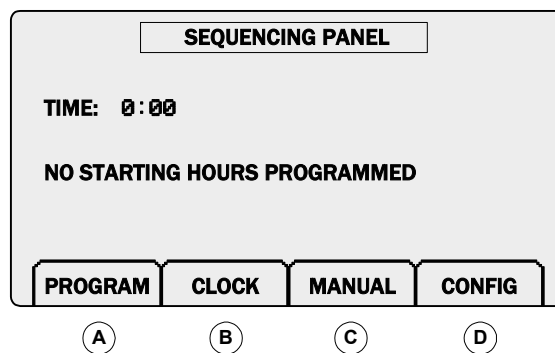 SEQUENCING PANEL
TIME: 0:00
NO STARTING HOURS PROGRAMMED
PROGRAM CLOCK MANUAL CONFIG
A B C D